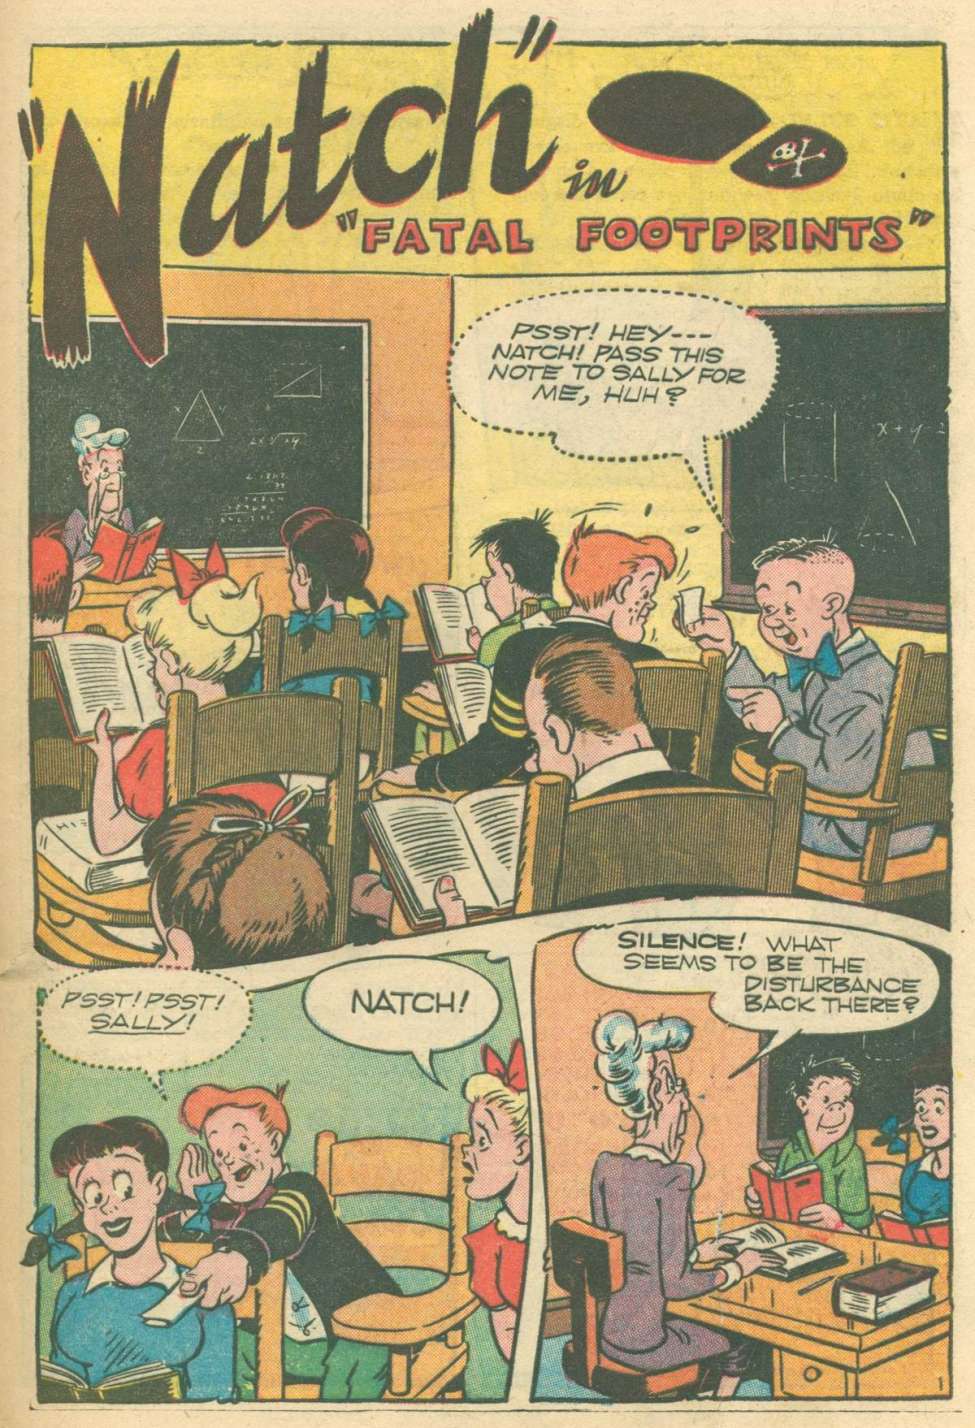 "Natch"
in
"FATAL FOOTPRINTS"
PSST! HEY---
NATCH! PASS THIS
NOTE TO SALLY FOR
ME, HUH?
X Y
Z
X + Y - 2
PSST! PSST!
SALLY!
NATCH!
SILENCE! WHAT
SEEMS TO BE THE
DISTURBANCE
BACK THERE?